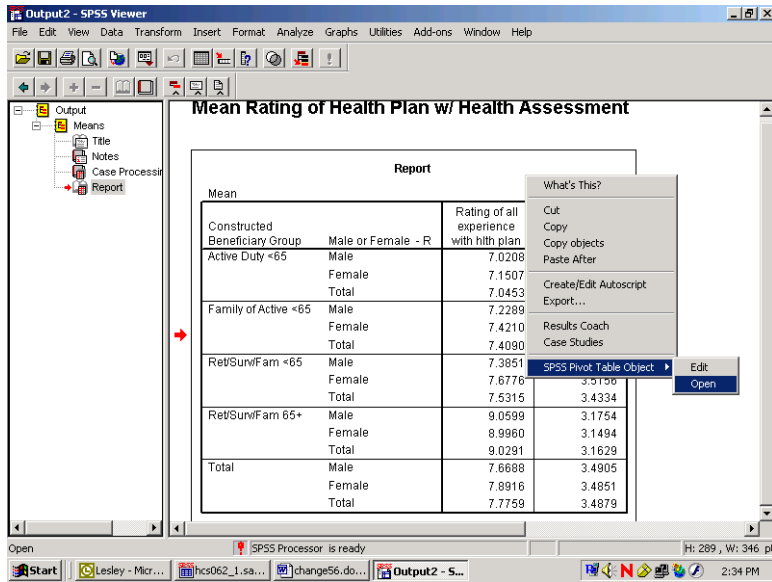 Output2 - SPSS Viewer
File Edit View Data Transform Insert Format Analyze Graphs Utilities Add-ons Window Help
Output
Means
Title
Notes
Case Processin
Report
Mean Rating of Health Plan w/ Health Assessment
Report
Mean
Constructed Beneficiary Group Male or Female - R Rating of all experience with hlth plan
Active Duty <65 Male 7.0208
Female 7.1507
Total 7.0453
Family of Active <65 Male 7.2289
Female 7.4210
Total 7.4090
Ret/Surv/Fam <65 Male 7.3851
Female 7.6776 3.5156
Total 7.5315 3.4334
Ret/Surv/Fam 65+ Male 9.0599 3.1754
Female 8.9960 3.1494
Total 9.0291 3.1629
Total Male 7.6688 3.4905
Female 7.8916 3.4851
Total 7.7759 3.4879
What's This?
Cut
Copy
Copy objects
Paste After
Create/Edit Autoscript
Export...
Results Coach
Case Studies
SPSS Pivot Table Object
Edit
Open
Open SPSS Processor is ready H: 289 , W: 346 pt
Start Lesley - Micr... hcs062_1.sa... change56.do... Output2 - S... 2:34 PM